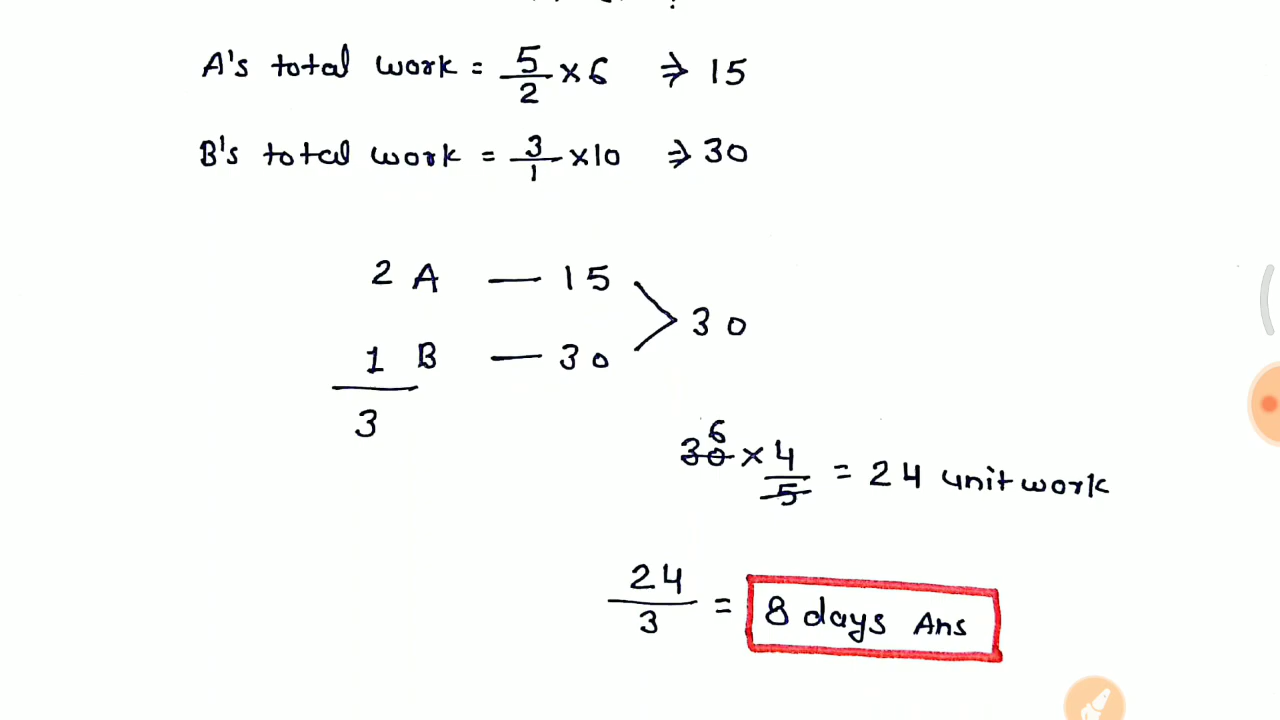 A's total work = 5/2 × 6 ⇒ 15
B's total work = 3/1 × 10 ⇒ 30
2 A — 15
30
1 B — 30
3
6
30 × 4/5 = 24 unit work
24/3 = 8 days Ans